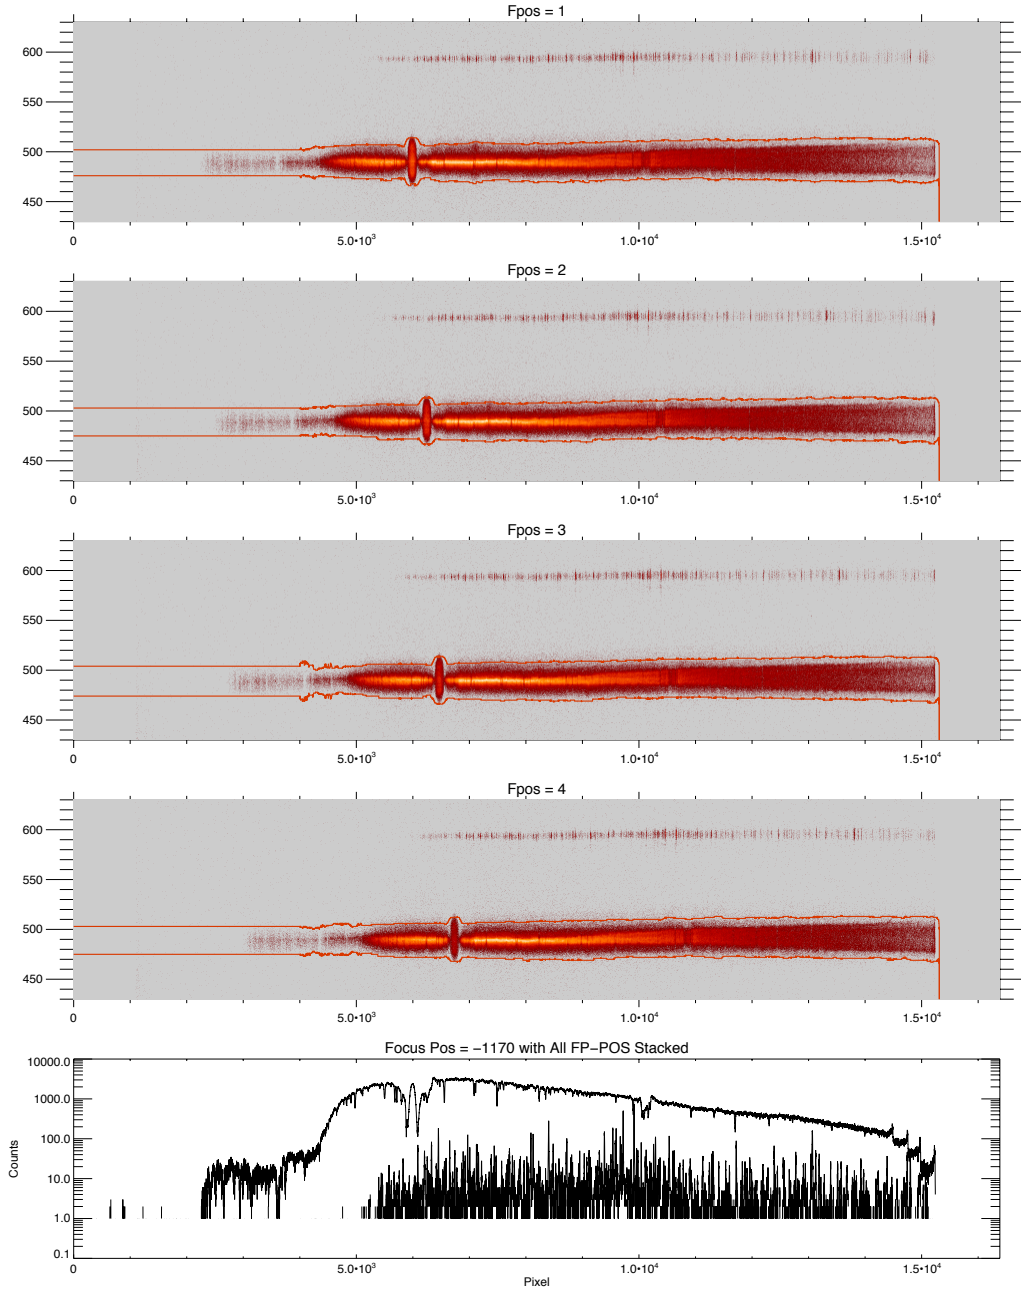 Fpos = 1
600
550
500
450
0 5.0•10³ 1.0•10⁴ 1.5•10⁴
Fpos = 2
600
550
500
450
0 5.0•10³ 1.0•10⁴ 1.5•10⁴
Fpos = 3
600
550
500
450
0 5.0•10³ 1.0•10⁴ 1.5•10⁴
Fpos = 4
600
550
500
450
0 5.0•10³ 1.0•10⁴ 1.5•10⁴
Focus Pos = −1170 with All FP−POS Stacked
10000.0
1000.0
100.0
Counts
10.0
1.0
0.1
0 5.0•10³ 1.0•10⁴ 1.5•10⁴
Pixel